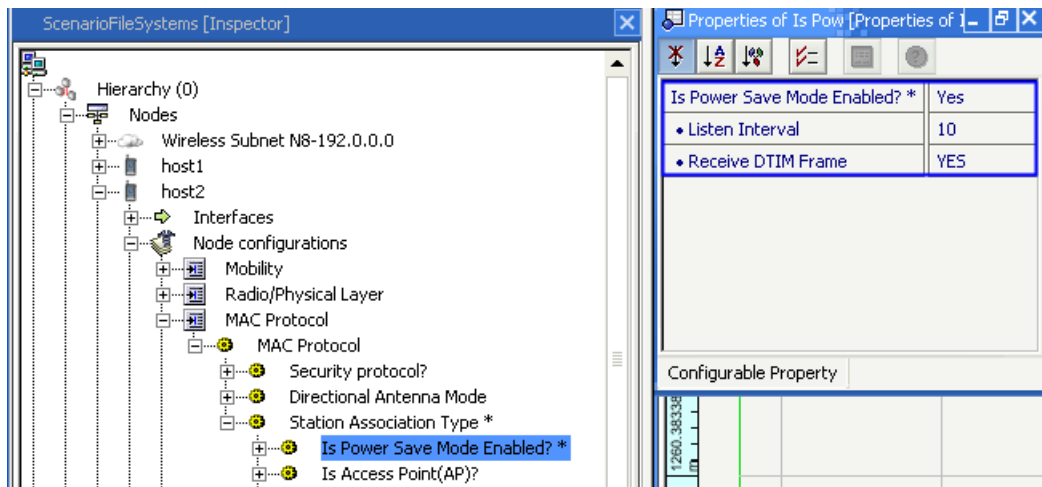 ScenarioFileSystems [Inspector]
Hierarchy (0)
Nodes
Wireless Subnet N8-192.0.0.0
host1
host2
Interfaces
Node configurations
Mobility
Radio/Physical Layer
MAC Protocol
MAC Protocol
Security protocol?
Directional Antenna Mode
Station Association Type *
Is Power Save Mode Enabled? *
Is Access Point(AP)?
Properties of Is Pow [Properties of
Is Power Save Mode Enabled? * Yes
• Listen Interval 10
• Receive DTIM Frame YES
Configurable Property
1260.38338
m